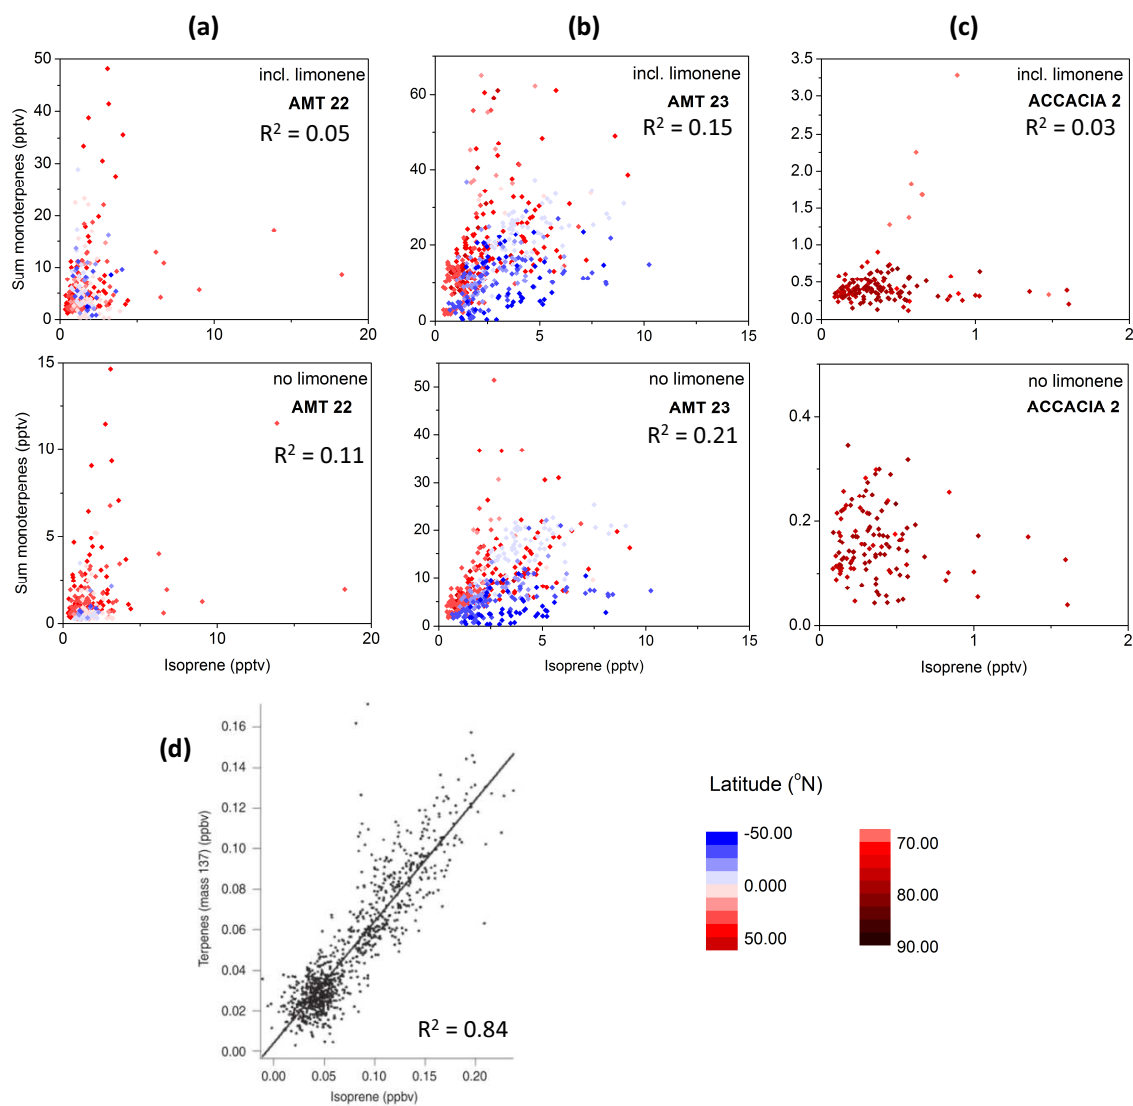 (a)
(b)
(c)
Sum monoterpenes (pptv)
50
40
30
20
10
0
0
10
20
incl. limonene
AMT 22
R² = 0.05
60
40
20
0
0
5
10
15
incl. limonene
AMT 23
R² = 0.15
3.5
3.0
2.5
2.0
1.5
1.0
0.5
0.0
0
1
2
incl. limonene
ACCACIA 2
R² = 0.03
Sum monoterpenes (pptv)
15
10
5
0
0
10
20
no limonene
AMT 22
R² = 0.11
Isoprene (pptv)
50
40
30
20
10
0
0
5
10
15
no limonene
AMT 23
R² = 0.21
Isoprene (pptv)
0.4
0.2
0.0
0
1
2
no limonene
ACCACIA 2
Isoprene (pptv)
(d)
Terpenes (mass 137) (ppbv)
0.16
0.14
0.12
0.10
0.08
0.06
0.04
0.02
0.00
0.00
0.05
0.10
0.15
0.20
R² = 0.84
Isoprene (ppbv)
Latitude (°N)
-50.00
0.000
50.00
70.00
80.00
90.00